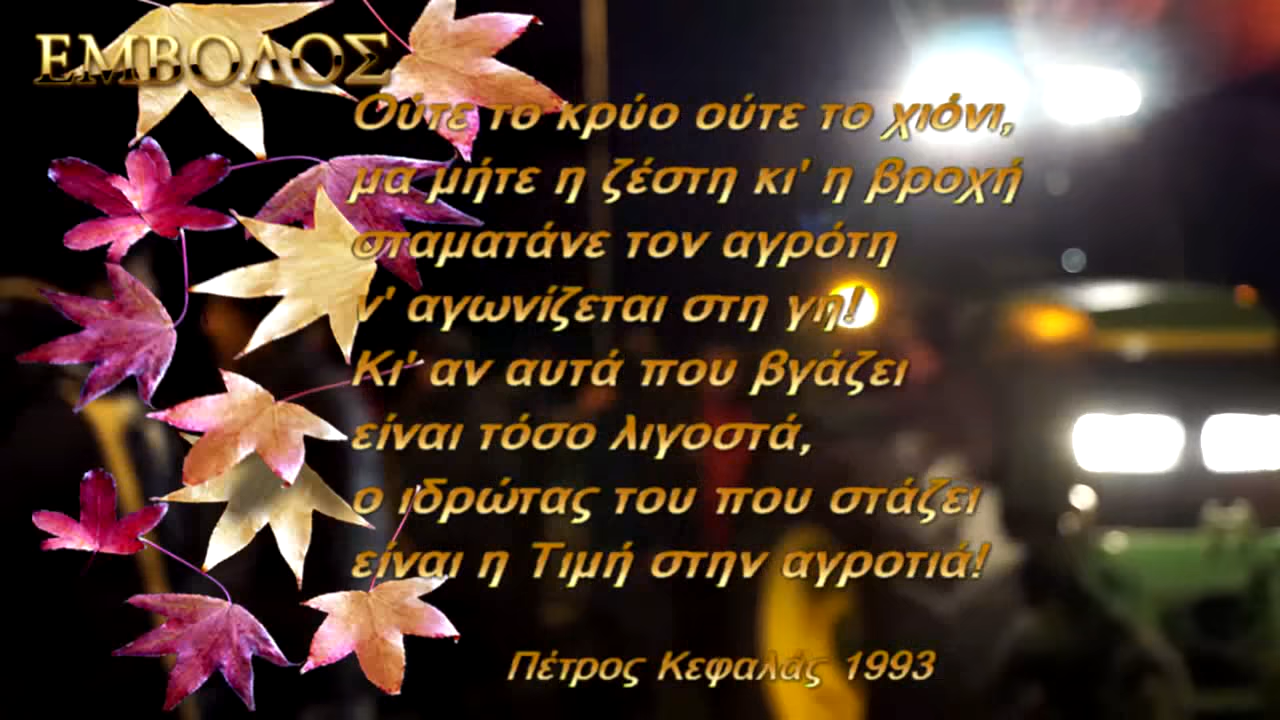 ΕΜΒΟΛΟΣ
Ούτε το κρύο ούτε το χιόνι,
μα μήτε η ζέστη κι' η βροχή
σταματάνε τον αγρότη
ν' αγωνίζεται στη γη!
Κι' αν αυτά που βγάζει
είναι τόσο λιγοστά,
ο ιδρώτας του που στάζει
είναι η Τιμή στην αγροτιά!
Πέτρος Κεφαλάς 1993